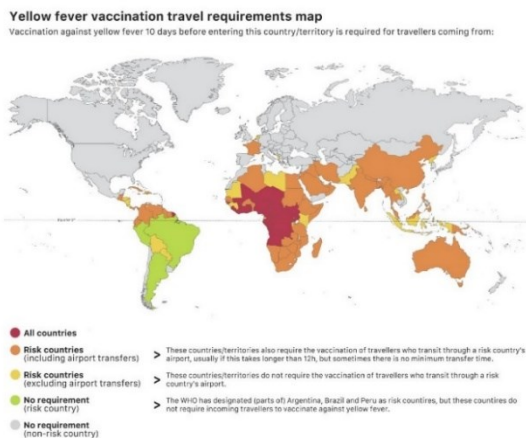 Yellow fever vaccination travel requirements map
Vaccination against yellow fever 10 days before entering this country/territory is required for travellers coming from:
All countries
Risk countries
(including airport transfers)
> These countries/territories also require the vaccination of travellers who transit through a risk country's
airport, usually if this takes longer than 12h, but sometimes there is no minimum transfer time.
Risk countries
(excluding airport transfers)
> These countries/territories do not require the vaccination of travellers who transit through a risk
country's airport.
No requirement
(risk country)
> The WHO has designated (parts of) Argentina, Brazil and Peru as risk countires, but these countires do
not require incoming travellers to vaccinate against yellow fever.
No requirement
(non-risk country)